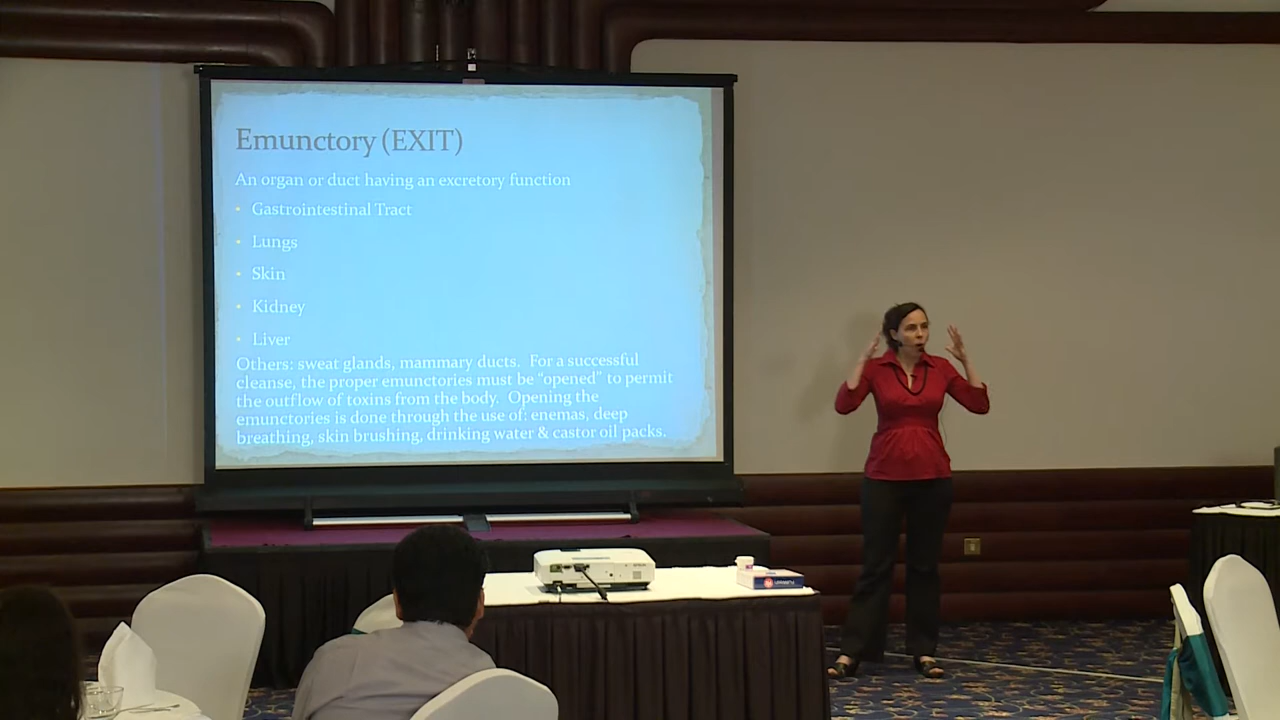 Emunctory (EXIT)
An organ or duct having an excretory function
• Gastrointestinal Tract
• Lungs
• Skin
• Kidney
• Liver
Others: sweat glands, mammary ducts. For a successful
cleanse, the proper emunctories must be “opened” to permit
the outflow of toxins from the body. Opening the
emunctories is done through the use of: enemas, deep
breathing, skin brushing, drinking water & castor oil packs.